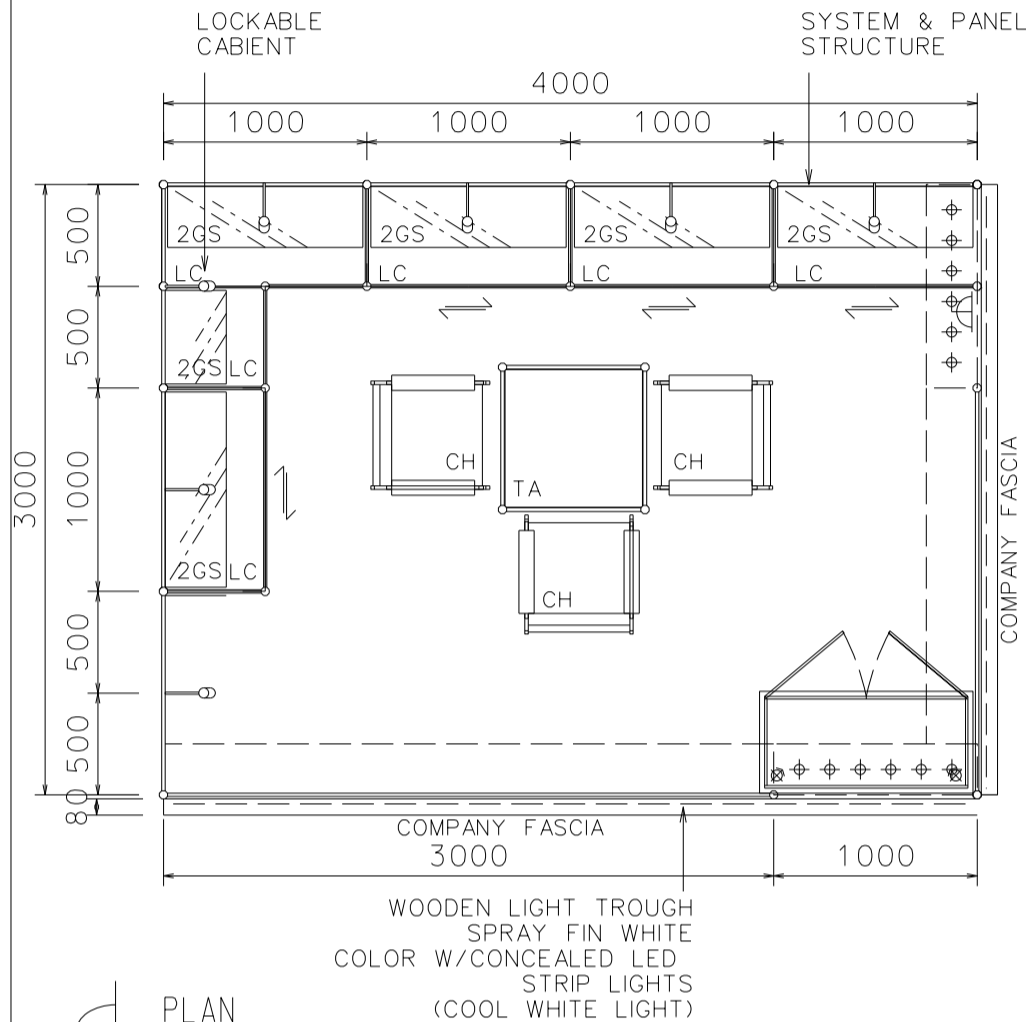 LOCKABLE
CABIENT
SYSTEM & PANEL
STRUCTURE
4000
1000 1000 1000 1000
500
2GS 2GS 2GS 2GS
LC LC LC LC
500
2GS LC
3000
1000
CH CH
TA
2GS LC
CH
COMPANY FASCIA
500
500
80
COMPANY FASCIA
3000 1000
WOODEN LIGHT TROUGH
SPRAY FIN WHITE
COLOR W/CONCEALED LED
STRIP LIGHTS
(COOL WHITE LIGHT)
PLAN